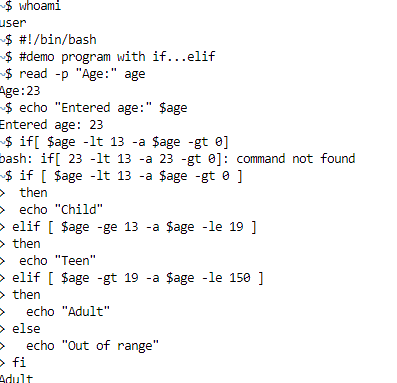 ~$ whoami
user
~$ #!/bin/bash
~$ #demo program with if...elif
~$ read -p "Age:" age
Age:23
~$ echo "Entered age:" $age
Entered age: 23
~$ if[ $age -lt 13 -a $age -gt 0]
bash: if[ 23 -lt 13 -a 23 -gt 0]: command not found
~$ if [ $age -lt 13 -a $age -gt 0 ]
>  then
>  echo "Child"
> elif [ $age -ge 13 -a $age -le 19 ]
> then
>  echo "Teen"
> elif [ $age -gt 19 -a $age -le 150 ]
> then
>   echo "Adult"
> else
>   echo "Out of range"
> fi
Adult